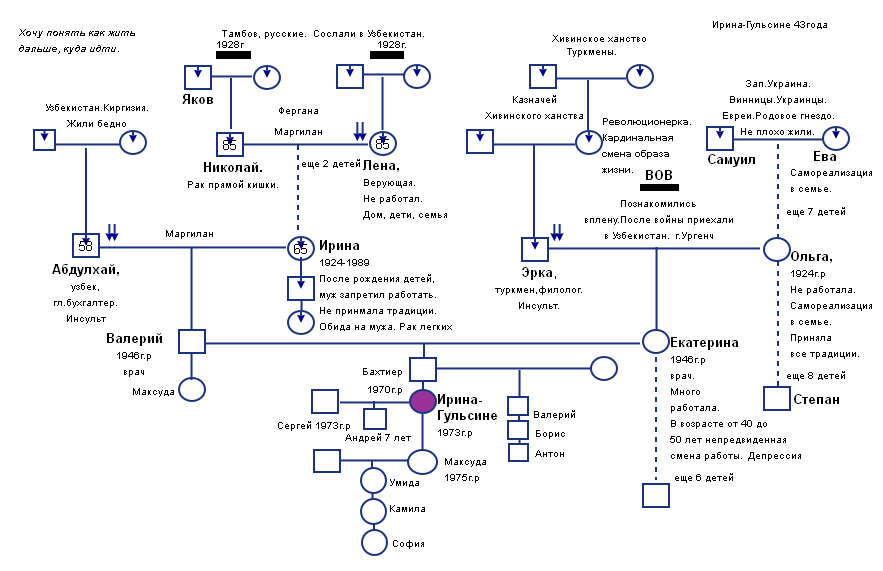 Хочу понять как жить
дальше, куда идти.
Тамбов, русские. Сослали в Узбекистан.
1928г
1928г.
Хивинское ханство
Туркмены.
Ирина-Гульсине 43года
Яков
Узбекистан.Киргизия.
Жили бедно
Фергана
Маргилан
Казначей
Хивинского ханства
Революционерка.
Кардинальная
смена образа
жизни.
Зап.Украина.
Винницы.Украинцы.
Евреи.Родовое гнездо.
Не плохо жили.
Самуил
Ева
Самореализация
в семье.
еще 7 детей
85
85
Николай.
Рак прямой кишки.
еще 2 детей
Лена,
Верующая.
Не работал.
Дом, дети, семья
ВОВ
Познакомились
вплену.После войны приехали
в Узбекистан. г.Ургенч
58
Маргилан
65
Абдулхай,
узбек,
гл.бухгалтер.
Инсульт
Ирина
1924-1989
После рождения детей,
муж запретил работать.
Не принмала традиции.
Обида на мужа. Рак легких
Эрка,
туркмен,филолог.
Инсульт.
Ольга,
1924г.р
Не работала.
Самореализация
в семье.
Приняла
все традиции.
еще 8 детей
Степан
Валерий
1946г.р
врач
Максуда
Екатерина
1946г.р
врач.
Много
работала.
В возрасте от 40 до
50 лет непредвиденная
смена работы. Депрессия
еще 6 детей
Бахтиер
1970г.р
Ирина-
Гульсине
1973г.р
Сергей 1973г.р
Андрей 7 лет
Валерий
Борис
Антон
Максуда
1975г.р
Умида
Камила
София